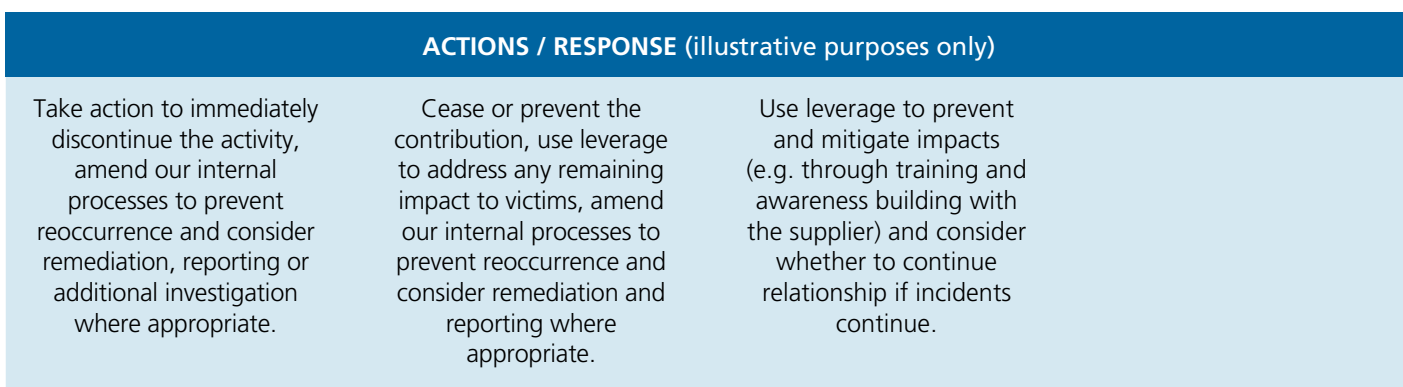 ACTIONS / RESPONSE (illustrative purposes only)
Take action to immediately
discontinue the activity,
amend our internal
processes to prevent
reoccurrence and consider
remediation, reporting or
additional investigation
where appropriate.
Cease or prevent the
contribution, use leverage
to address any remaining
impact to victims, amend
our internal processes to
prevent reoccurrence and
consider remediation and
reporting where
appropriate.
Use leverage to prevent
and mitigate impacts
(e.g. through training and
awareness building with
the supplier) and consider
whether to continue
relationship if incidents
continue.